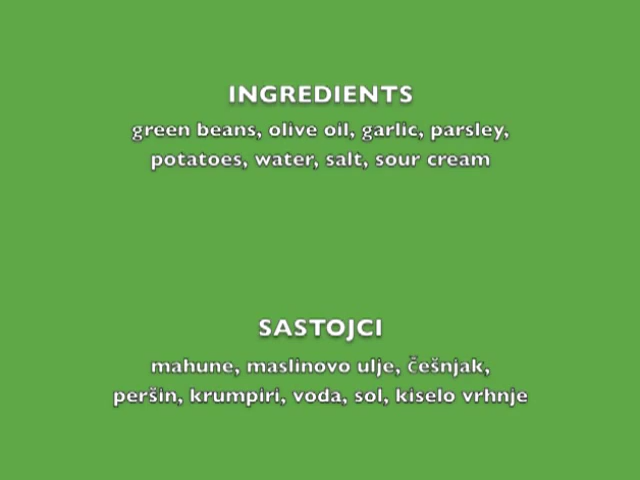 INGREDIENTS
green beans, olive oil, garlic, parsley,
potatoes, water, salt, sour cream
SASTOJCI
mahune, maslinovo ulje, češnjak,
peršin, krumpiri, voda, sol, kiselo vrhnje